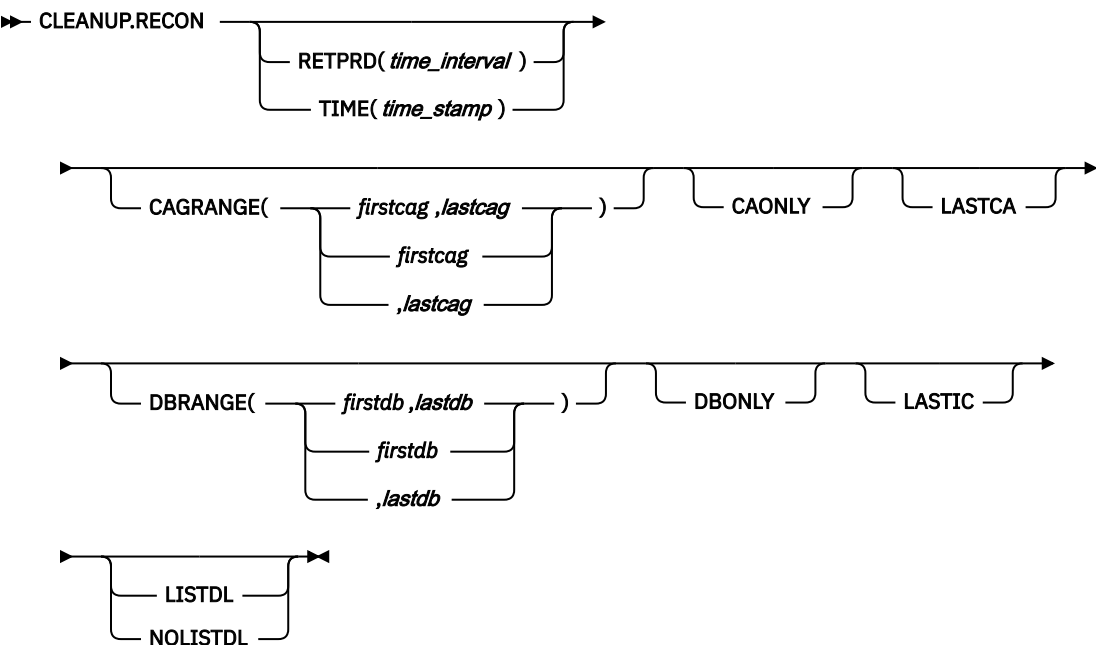 CLEANUP.RECON
RETPRD( time_interval )
TIME( time_stamp )
CAGRANGE( firstcag ,lastcag )
firstcag
,lastcag
CAONLY
LASTCA
DBRANGE( firstdb ,lastdb )
firstdb
,lastdb
DBONLY
LASTIC
LISTDL
NOLISTDL